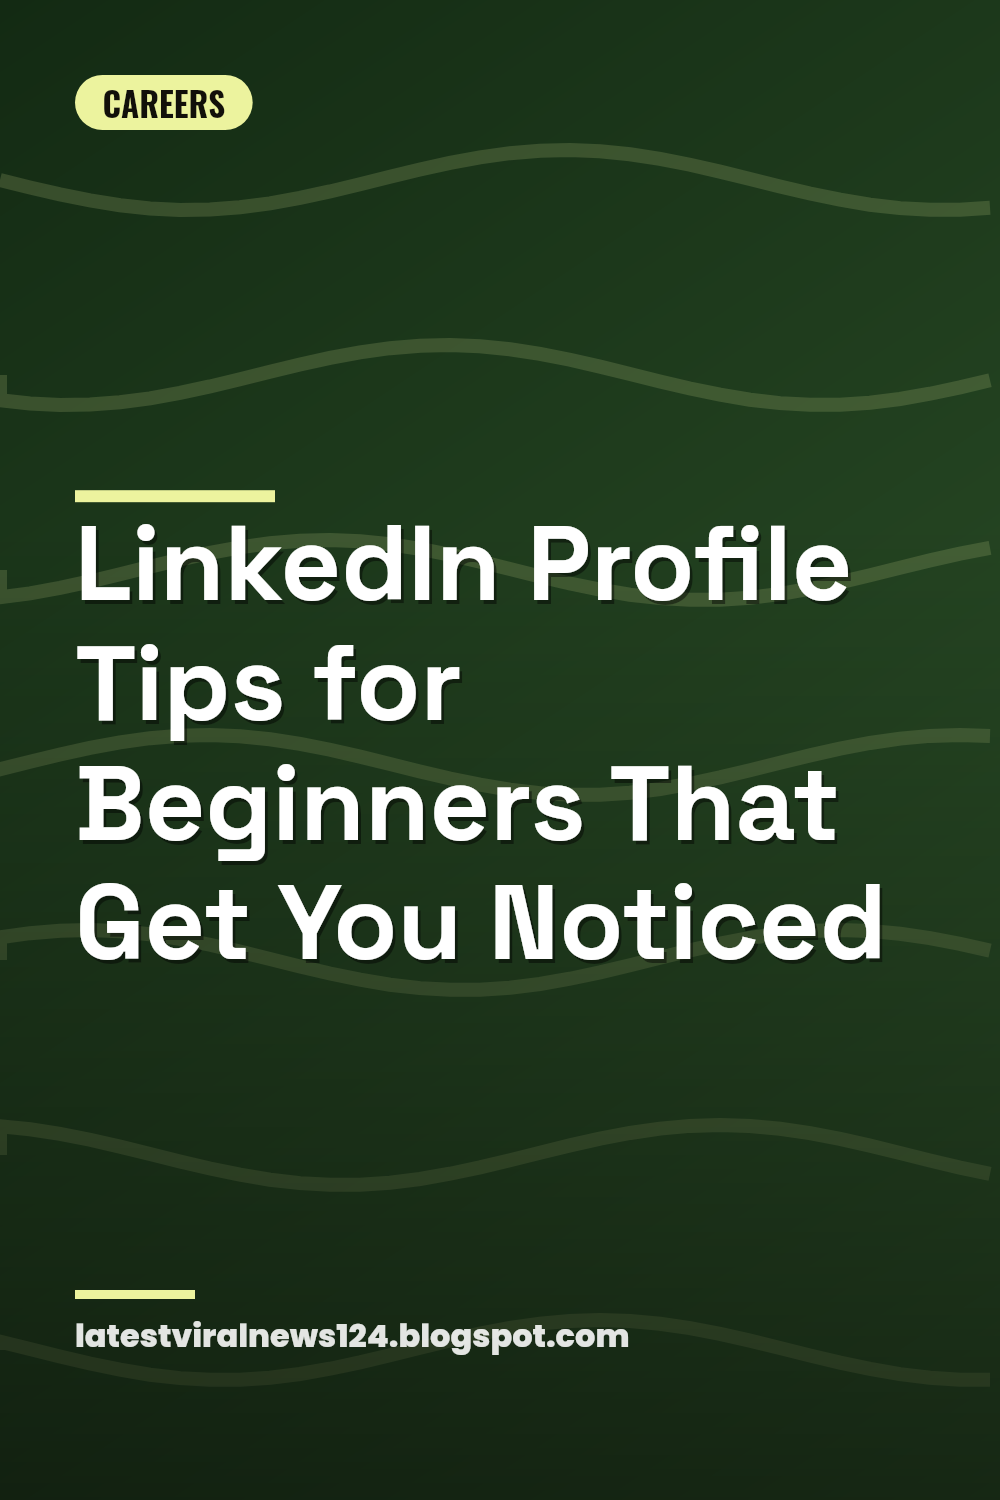 CAREERS
LinkedIn Profile
Tips for
Beginners That
Get You Noticed
latestviralnews124.blogspot.com